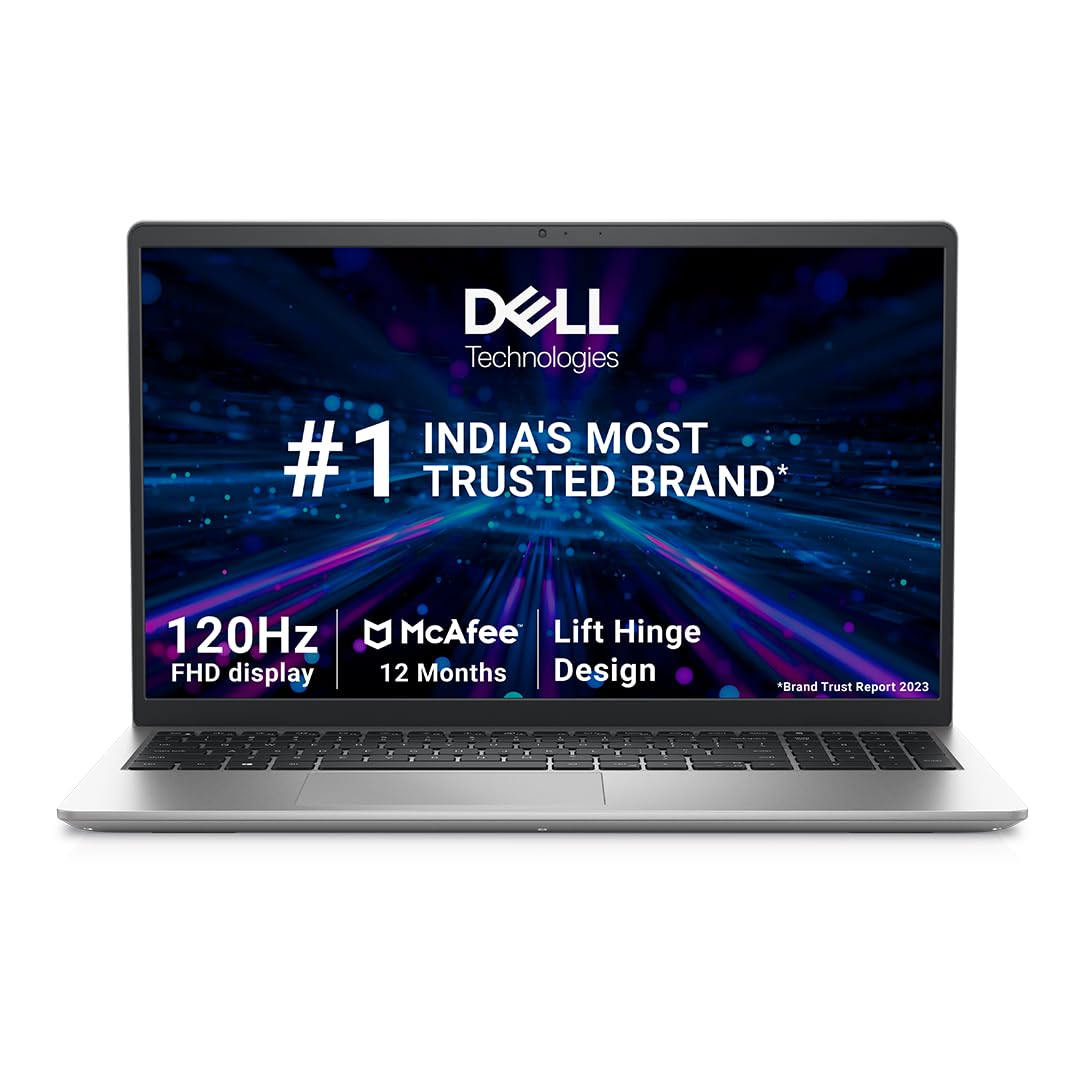 DELL
Technologies
#1 INDIA'S MOST
TRUSTED BRAND*
120Hz
FHD display
McAfee™
12 Months
Lift Hinge
Design
*Brand Trust Report 2023